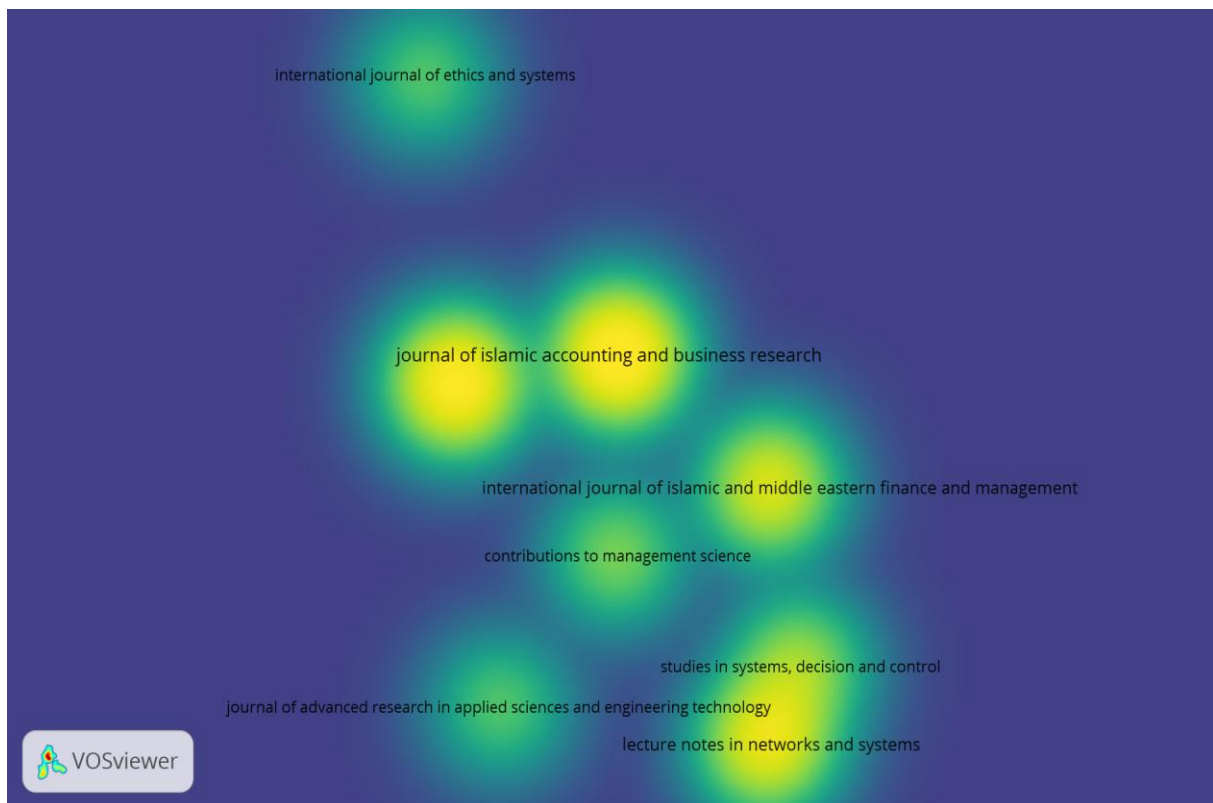 international journal of ethics and systems
journal of islamic accounting and business research
international journal of islamic and middle eastern finance and management
contributions to management science
studies in systems, decision and control
journal of advanced research in applied sciences and engineering technology
lecture notes in networks and systems
VOSviewer